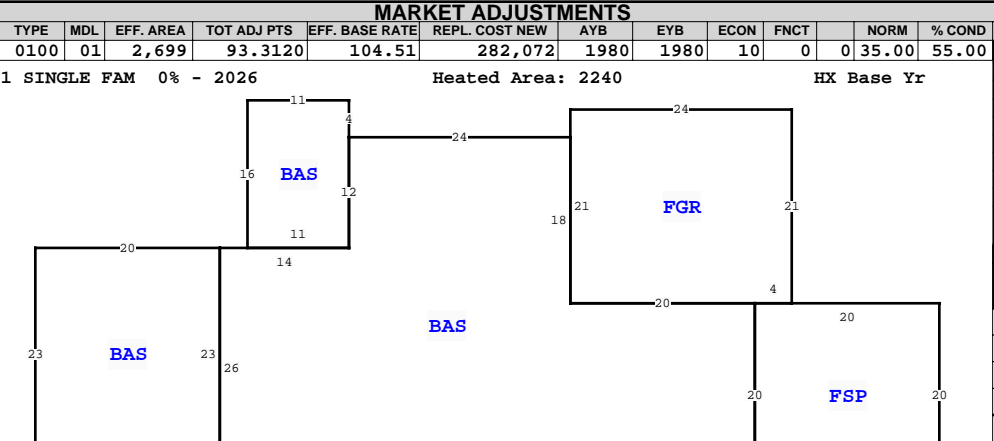 MARKET ADJUSTMENTS
TYPE MDL EFF. AREA TOT ADJ PTS EFF. BASE RATE REPL. COST NEW AYB EYB ECON FNCT NORM % COND
0100 01 2,699 93.3120 104.51 282,072 1980 1980 10 0 0 35.00 55.00
1 SINGLE FAM 0% - 2026 Heated Area: 2240 HX Base Yr
11
24
4
24
16 BAS
12
21
FGR
21
18
11
20
14
4
20
20
BAS
23
BAS
23
26
20
FSP
20